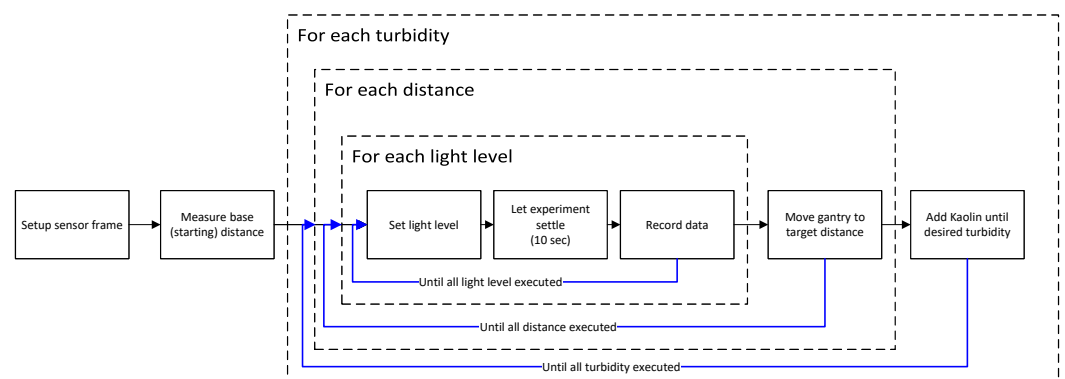 For each turbidity
For each distance
For each light level
Setup sensor frame
Measure base
(starting) distance
Set light level
Let experiment
settle
(10 sec)
Record data
Move gantry to
target distance
Add Kaolin until
desired turbidity
Until all light level executed
Until all distance executed
Until all turbidity executed